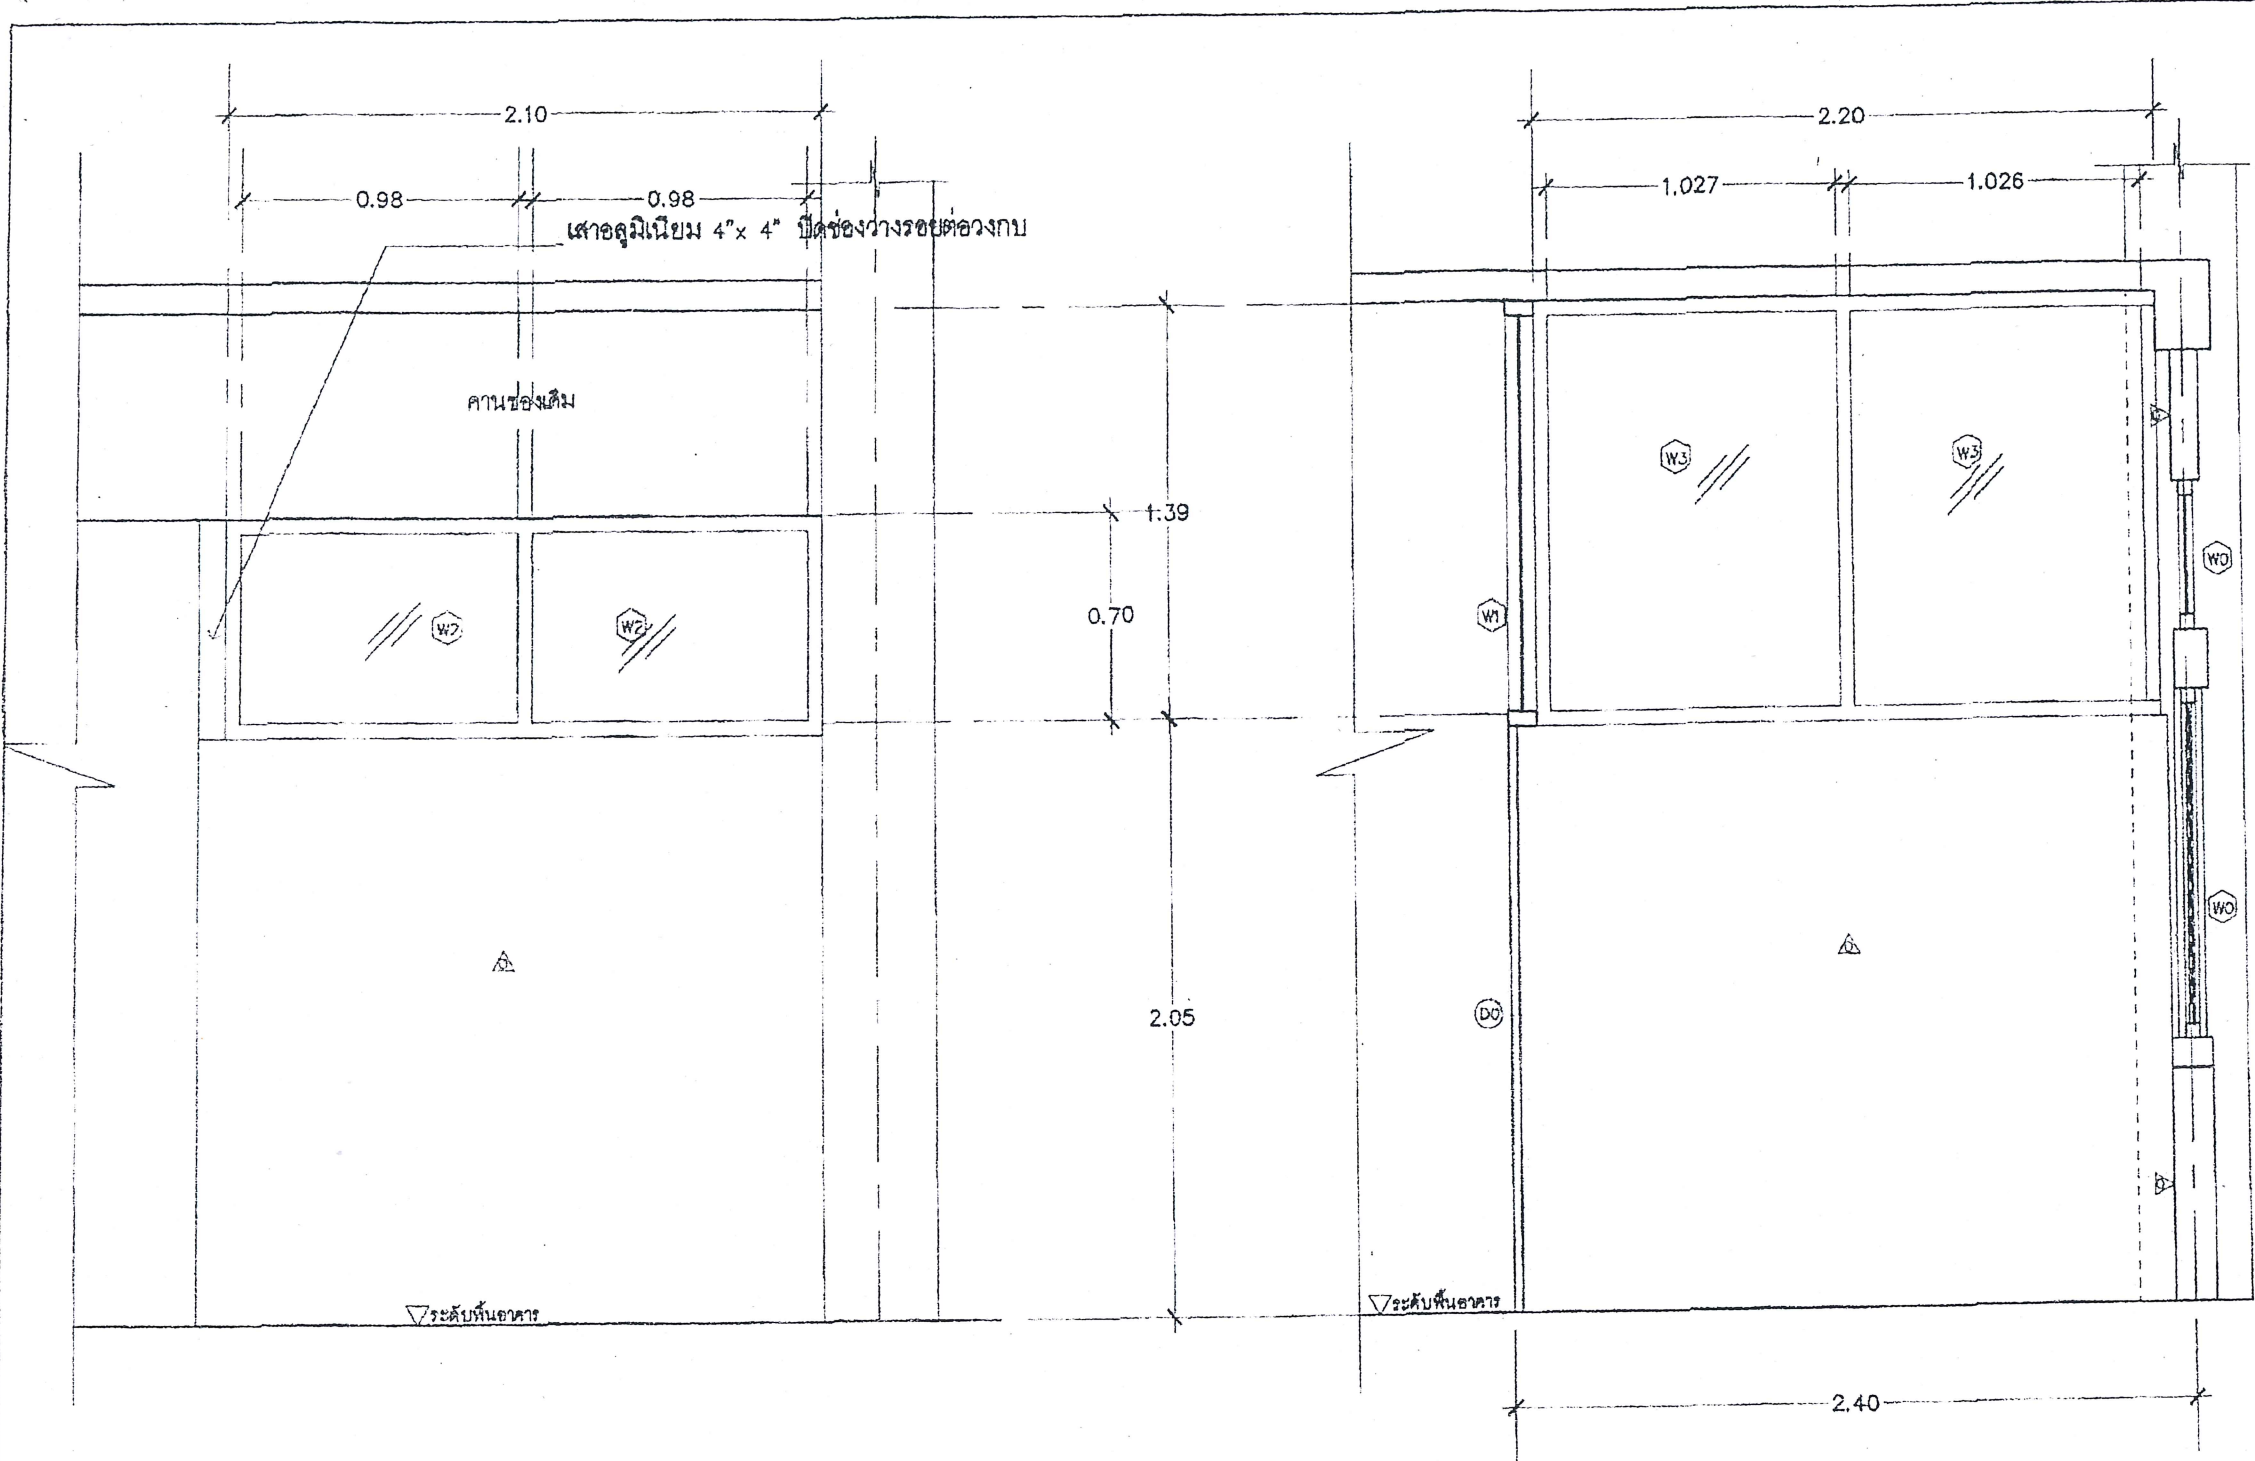 2.10
2.20
0.98
0.98
1.027
1.026
เสาอลูมิเนียม 4"x 4" ปิดช่องว่างรอยต่อวงกบ
คานช่องเดิม
W3
W3
1.39
W0
0.70
W1
W2
W2
W0
2.05
D0
ระดับพื้นอาคาร
ระดับพื้นอาคาร
2.40